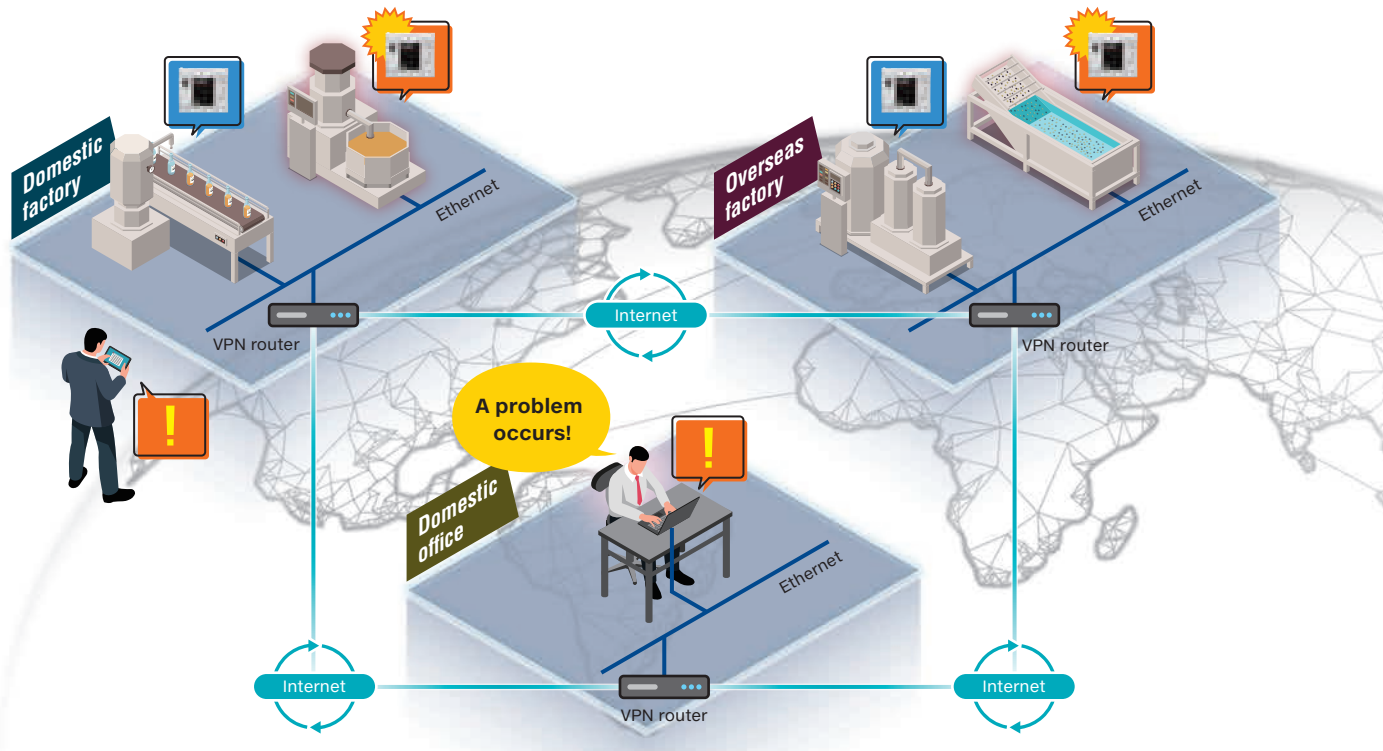 Domestic
factory
Ethernet
VPN router
Overseas
factory
Ethernet
VPN router
Internet
!
A problem
occurs!
!
Domestic
office
Ethernet
VPN router
Internet
Internet